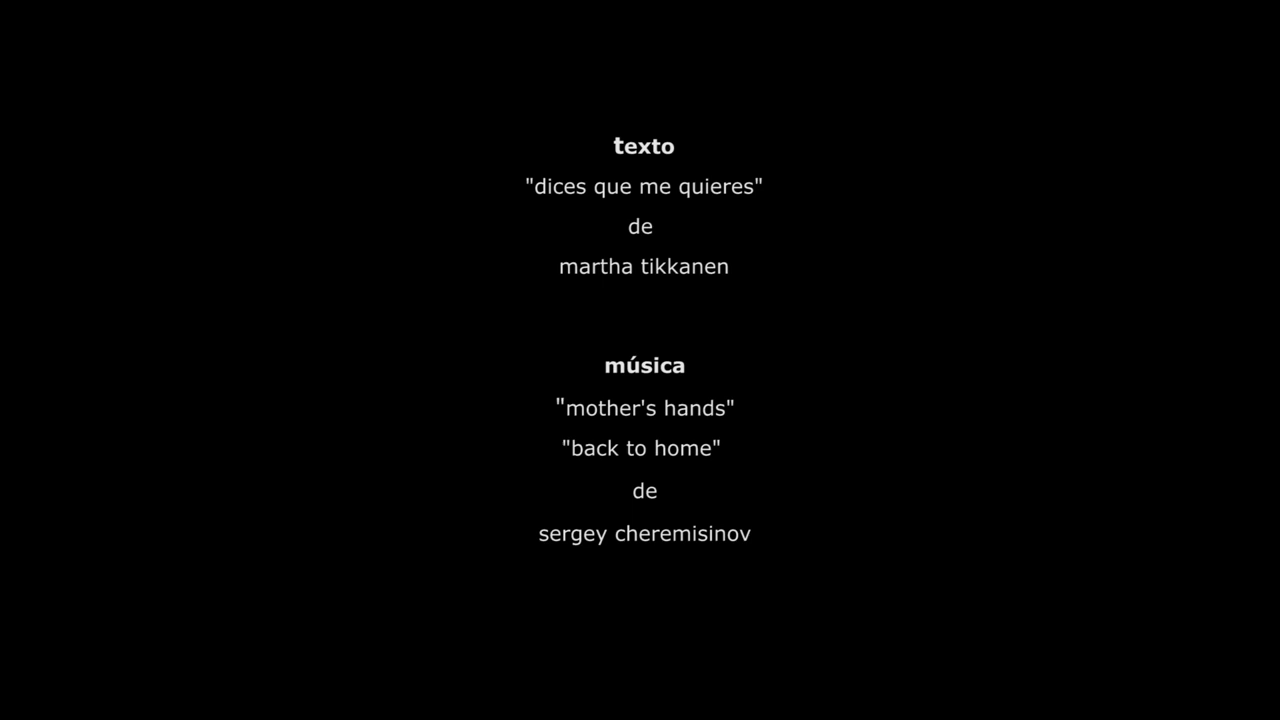 texto
"dices que me quieres"
de
martha tikkanen
música
"mother's hands"
"back to home"
de
sergey cheremisinov